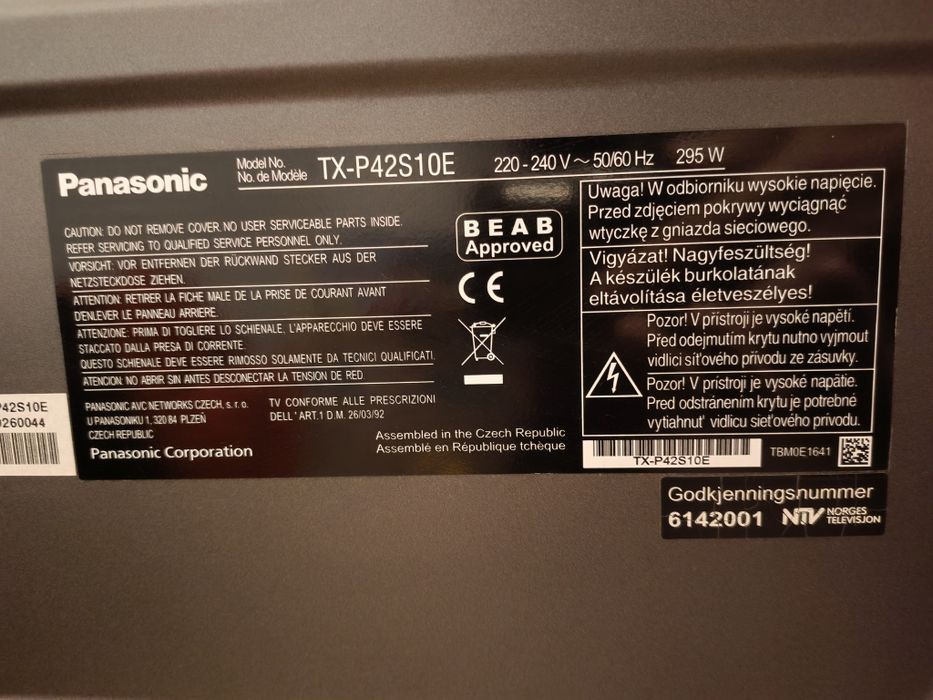 Panasonic
Model No.
No. de Modèle
TX-P42S10E
220 - 240 V ~ 50/60 Hz 295 W
CAUTION: DO NOT REMOVE COVER. NO USER SERVICEABLE PARTS INSIDE.
REFER SERVICING TO QUALIFIED SERVICE PERSONNEL ONLY.
VORSICHT: VOR ENTFERNEN DER RÜCKWAND STECKER AUS DER
NETZSTECKDOSE ZIEHEN.
ATTENTION: RETIRER LA FICHE MALE DE LA PRISE DE COURANT AVANT
D'ENLEVER LE PANNEAU ARRIERE.
ATTENZIONE: PRIMA DI TOGLIERE LO SCHIENALE, L'APPARECCHIO DEVE ESSERE
STACCATO DALLA PRESA DI CORRENTE.
QUESTO SCHIENALE DEVE ESSERE RIMOSSO SOLAMENTE DA TECNICI QUALIFICATI.
ATENCION: NO ABRIR SIN ANTES DESCONECTAR LA TENSION DE RED.
PANASONIC AVC NETWORKS CZECH, s. r. o.
U PANASONIKU 1, 320 84 PLZEŇ
CZECH REPUBLIC
Panasonic Corporation
TV CONFORME ALLE PRESCRIZIONI
DELL' ART.1 D.M. 26/03/92
Assembled in the Czech Republic
Assemblé en République tchèque
BEAB
Approved
CE
Uwaga! W odbiorniku wysokie napięcie.
Przed zdjęciem pokrywy wyciągnąć
wtyczkę z gniazda sieciowego.
Vigyázat! Nagyfeszültség!
A készülék burkolatának
eltávolítása életveszélyes!
Pozor! V přístroji je vysoké napětí.
Před odejmutím krytu nutno vyjmout
vidlici síťového přívodu ze zásuvky.
Pozor! V prístroji je vysoké napätie.
Pred odstránením krytu je potrebné
vytiahnuť vidlicu sieťového prívodu.
TX-P42S10E
TBM0E1641
P42S10E
0260044
Godkjenningsnummer
6142001
NTV NORGES
TELEVISJON